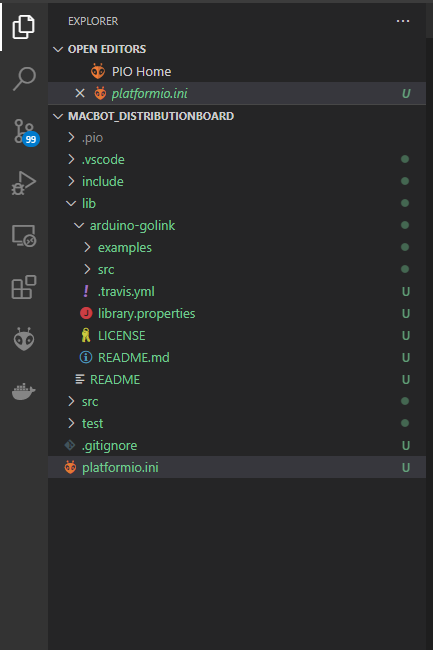 EXPLORER
OPEN EDITORS
PIO Home
platformio.ini U
MACBOT_DISTRIBUTIONBOARD
.pio
.vscode
99
include
lib
arduino-golink
examples
src
! .travis.yml U
J library.properties U
LICENSE U
i README.md U
README U
src
test
.gitignore U
platformio.ini U